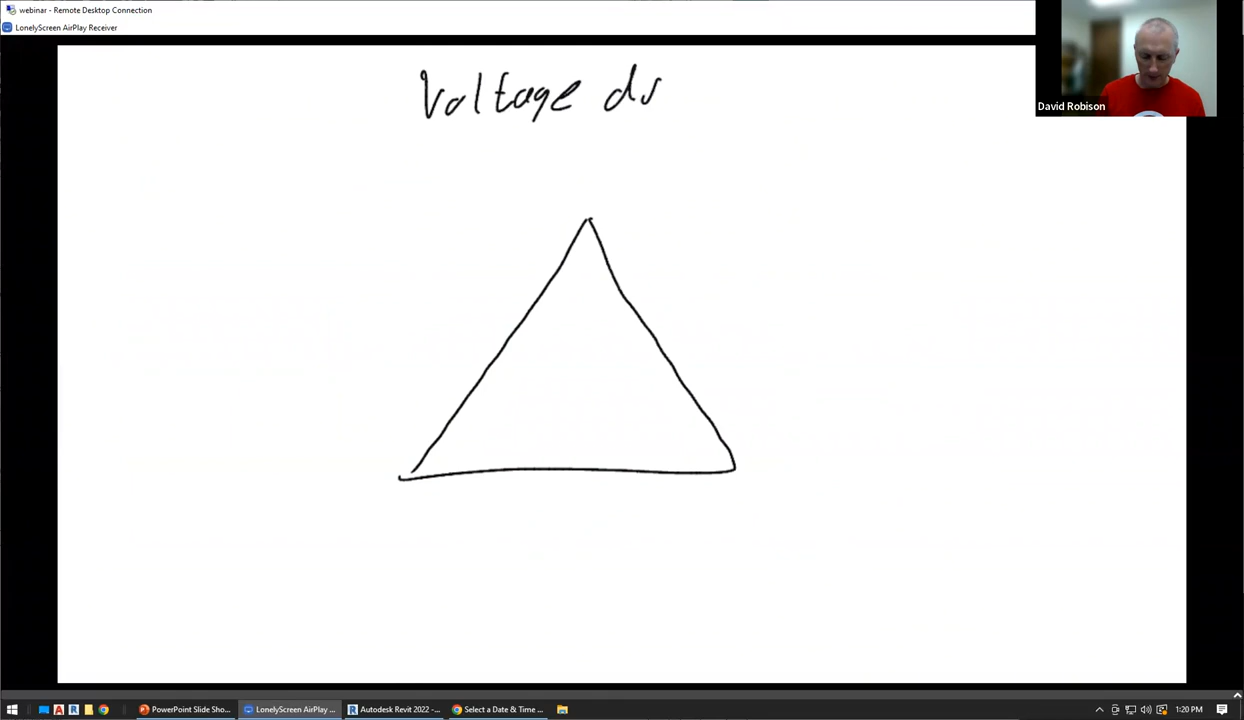 webinar - Remote Desktop Connection
LonelyScreen AirPlay Receiver
Voltage dr
David Robison
PowerPoint Slide Sho...
LonelyScreen AirPlay ...
Autodesk Revit 2022 -...
Select a Date & Time ...
1:20 PM